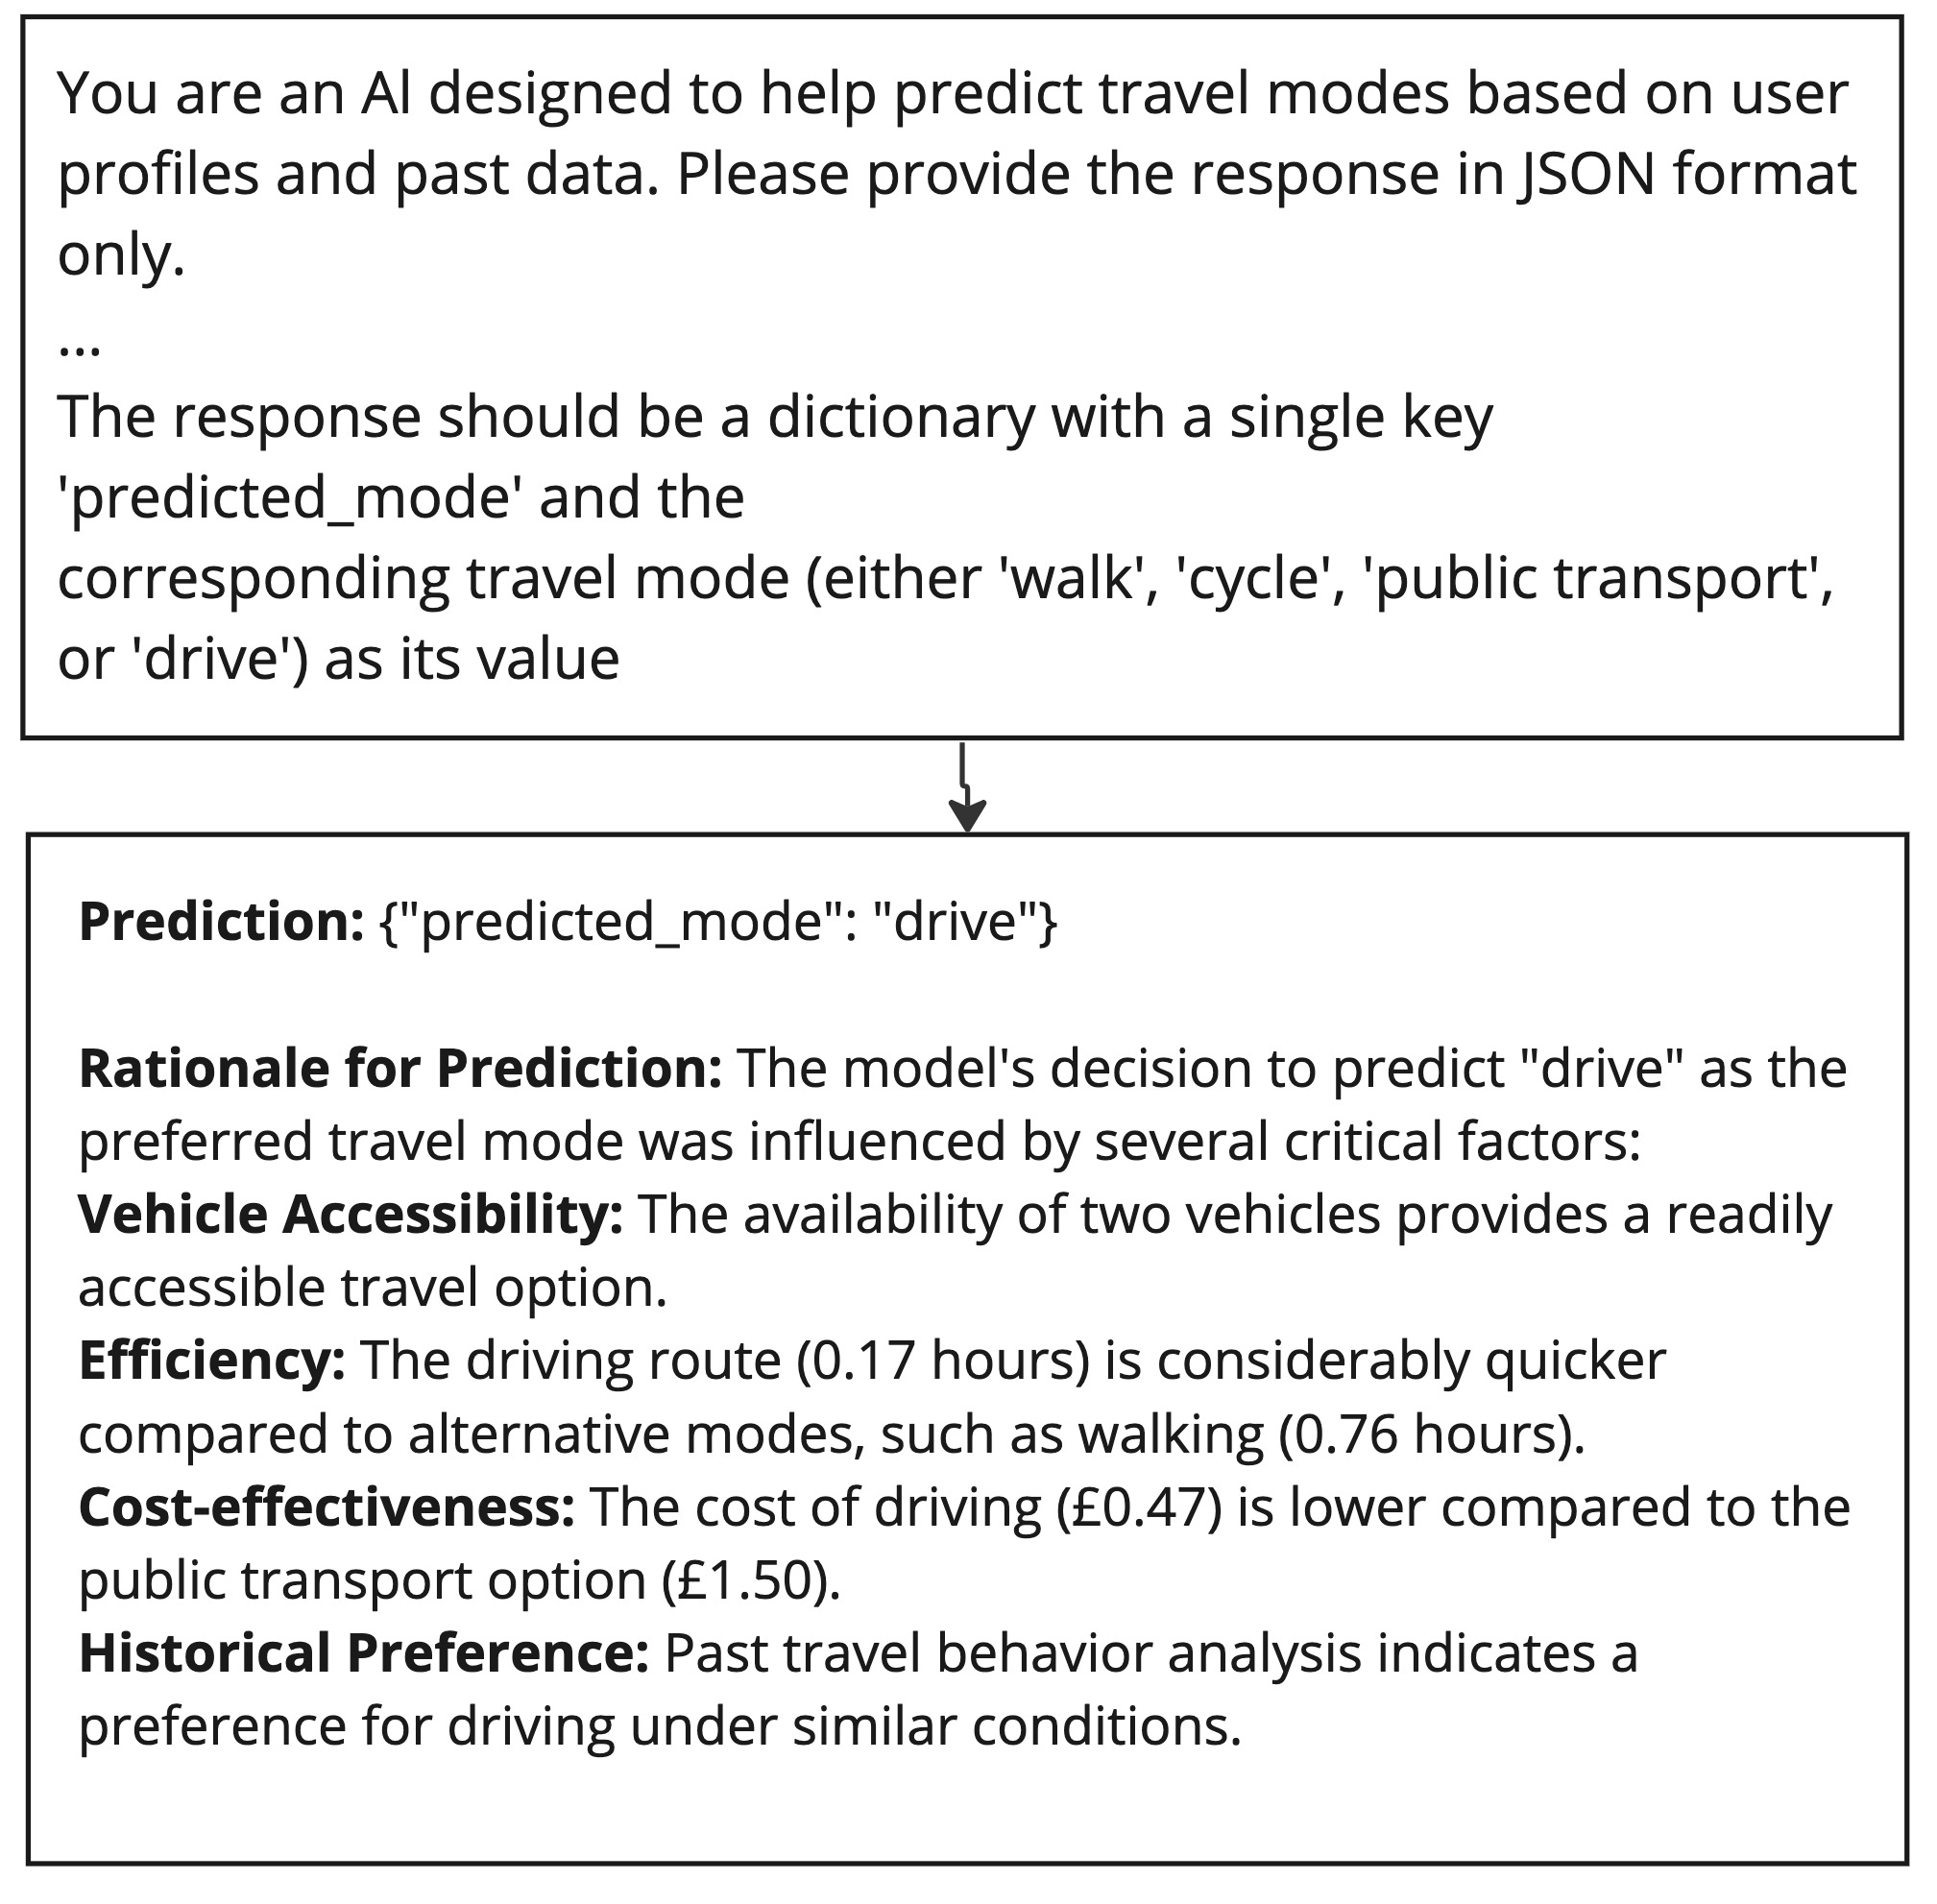 You are an AI designed to help predict travel modes based on user
profiles and past data. Please provide the response in JSON format
only.
...
The response should be a dictionary with a single key
'predicted_mode' and the
corresponding travel mode (either 'walk', 'cycle', 'public transport',
or 'drive') as its value
Prediction: {"predicted_mode": "drive"}
Rationale for Prediction: The model's decision to predict "drive" as the
preferred travel mode was influenced by several critical factors:
Vehicle Accessibility: The availability of two vehicles provides a readily
accessible travel option.
Efficiency: The driving route (0.17 hours) is considerably quicker
compared to alternative modes, such as walking (0.76 hours).
Cost-effectiveness: The cost of driving (£0.47) is lower compared to the
public transport option (£1.50).
Historical Preference: Past travel behavior analysis indicates a
preference for driving under similar conditions.